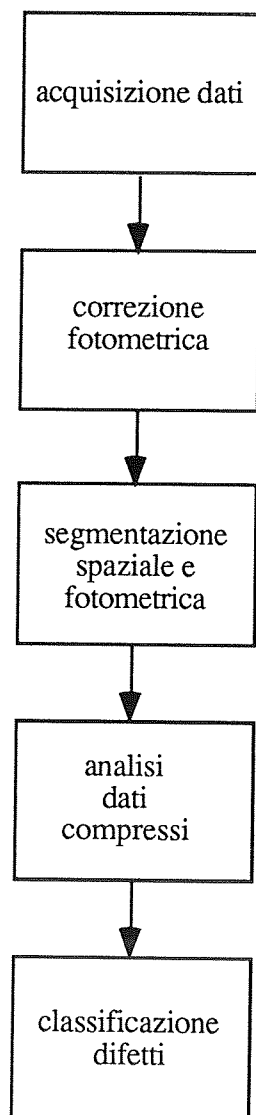 acquisizione dati
correzione
fotometrica
segmentazione
spaziale e
fotometrica
analisi
dati
compressi
classificazione
difetti